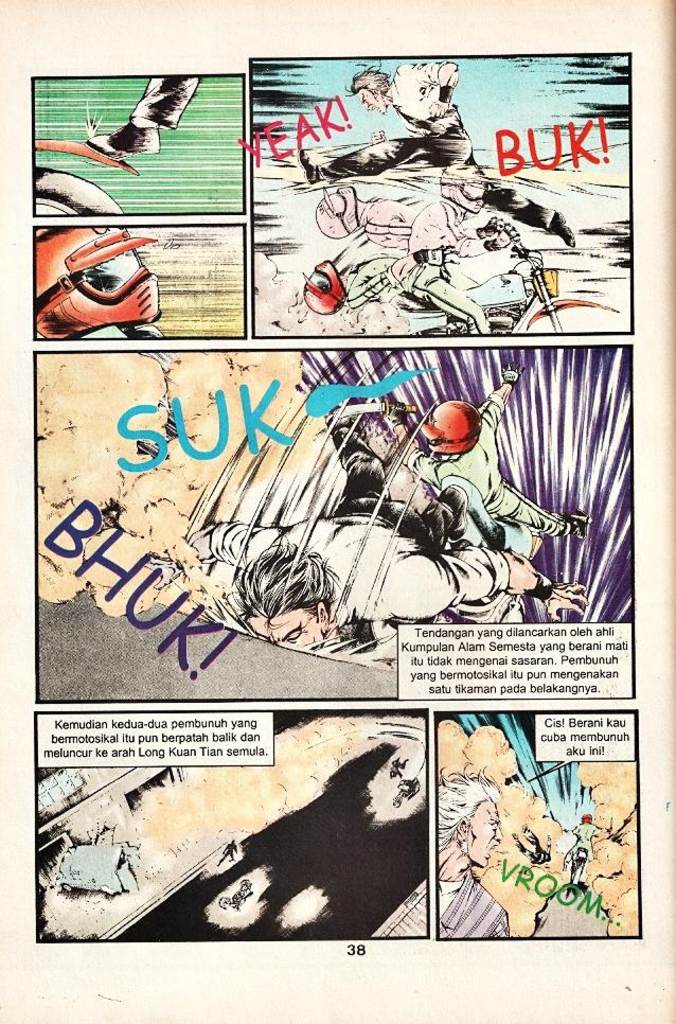 YEAK!
BUK!
SUK
BHUK!
Tendangan yang dilancarkan oleh ahli
Kumpulan Alam Semesta yang berani mati
itu tidak mengenai sasaran. Pembunuh
yang bermotosikal itu pun mengenakan
satu tikaman pada belakangnya.
Kemudian kedua-dua pembunuh yang
bermotosikal itu pun berpatah balik dan
meluncur ke arah Long Kuan Tian semula.
Cis! Berani kau
cuba membunuh
aku ini!
VROOM...
38